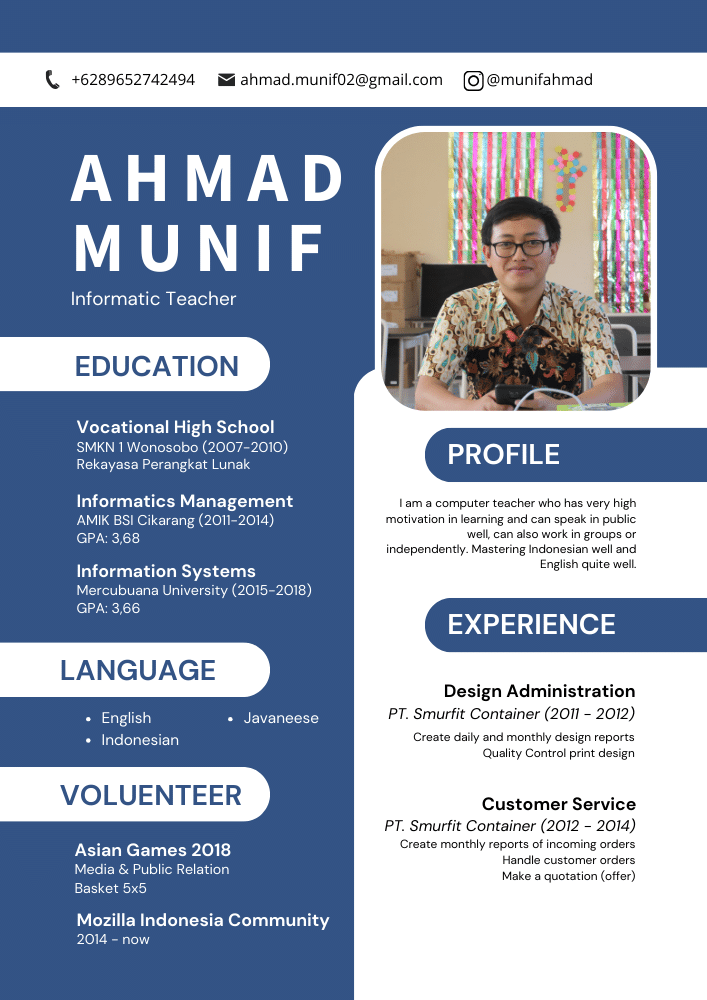 +6289652742494
ahmad.munif02@gmail.com
@munifahmad
AHMAD
MUNIF
Informatic Teacher
EDUCATION
Vocational High School
SMKN 1 Wonosobo (2007-2010)
Rekayasa Perangkat Lunak
Informatics Management
AMIK BSI Cikarang (2011-2014)
GPA: 3,68
Information Systems
Mercubuana University (2015-2018)
GPA: 3,66
LANGUAGE
English
Javaneese
Indonesian
VOLUENTEER
Asian Games 2018
Media & Public Relation
Basket 5x5
Mozilla Indonesia Community
2014 - now
PROFILE
I am a computer teacher who has very high
motivation in learning and can speak in public
well, can also work in groups or
independently. Mastering Indonesian well and
English quite well.
EXPERIENCE
Design Administration
PT. Smurfit Container (2011 - 2012)
Create daily and monthly design reports
Quality Control print design
Customer Service
PT. Smurfit Container (2012 - 2014)
Create monthly reports of incoming orders
Handle customer orders
Make a quotation (offer)